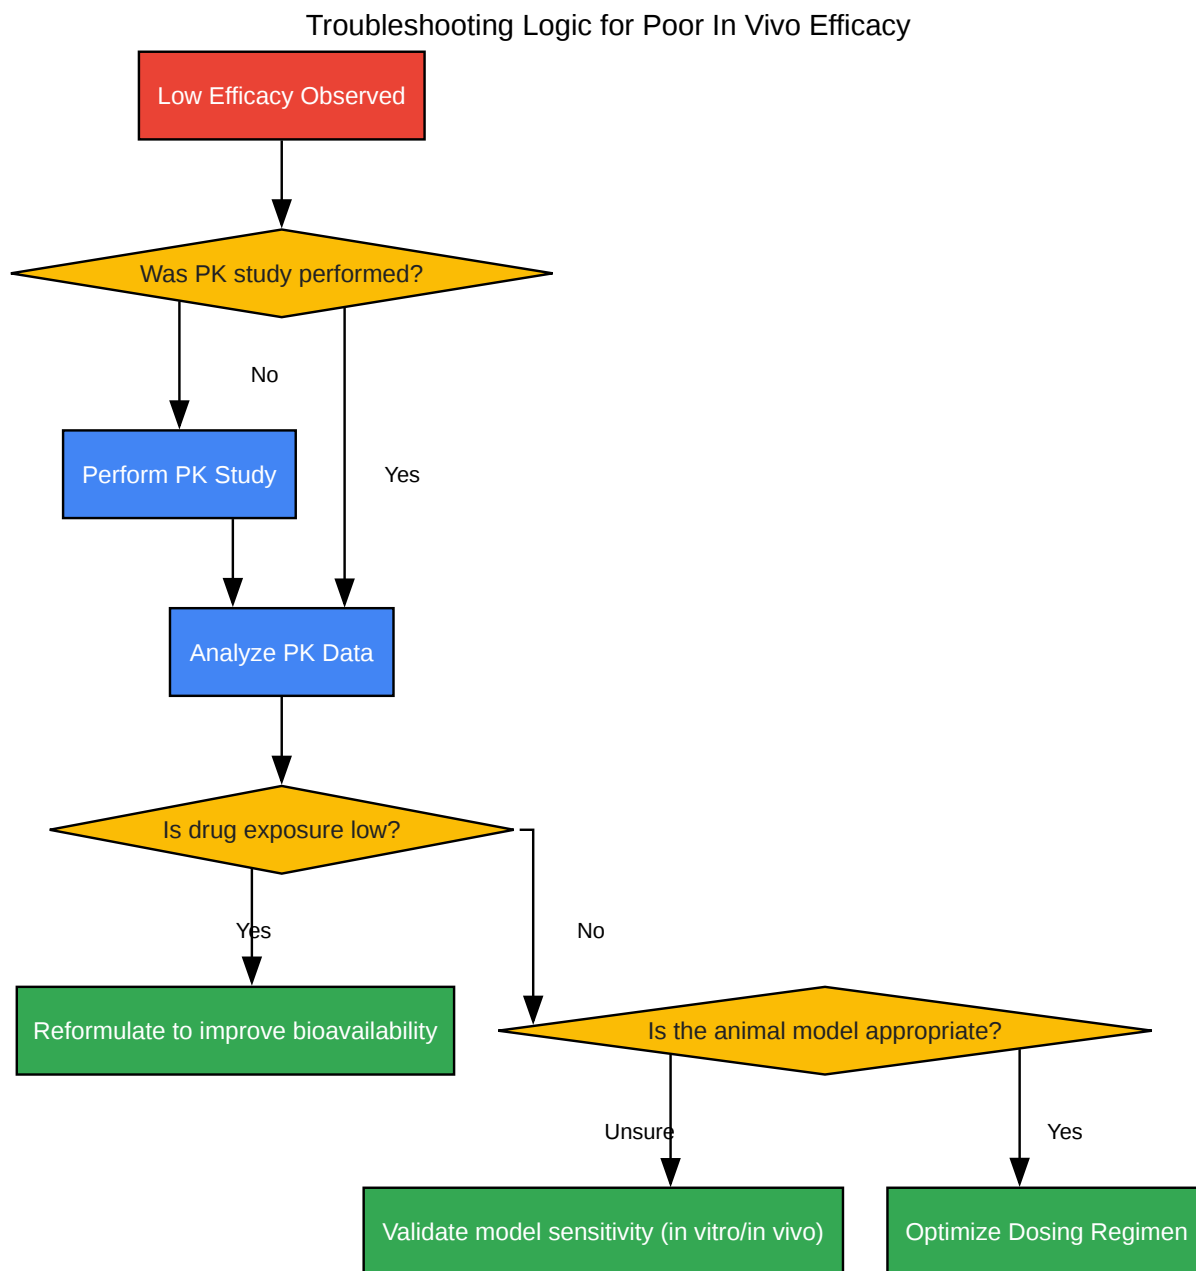 Troubleshooting Logic for Poor In Vivo Efficacy
Low Efficacy Observed
Was PK study performed?
No
Perform PK Study
Yes
Analyze PK Data
Is drug exposure low?
Yes
No
Reformulate to improve bioavailability
Is the animal model appropriate?
Unsure
Yes
Validate model sensitivity (in vitro/in vivo)
Optimize Dosing Regimen